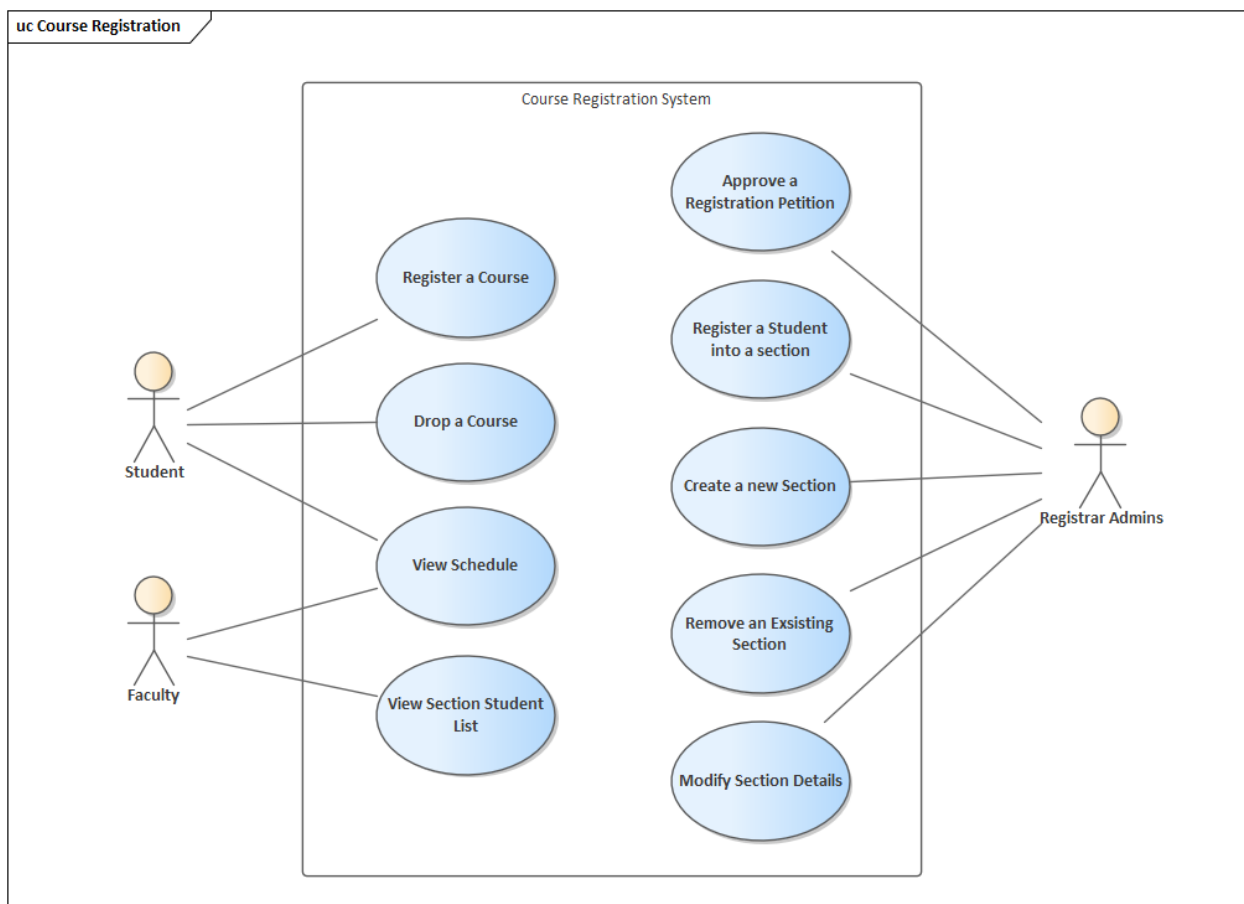 uc Course Registration
Course Registration System
Approve a
Registration Petition
Register a Course
Register a Student
into a section
Drop a Course
Student
Create a new Section
Registrar Admins
View Schedule
Remove an Exsisting
Section
Faculty
View Section Student
List
Modify Section Details